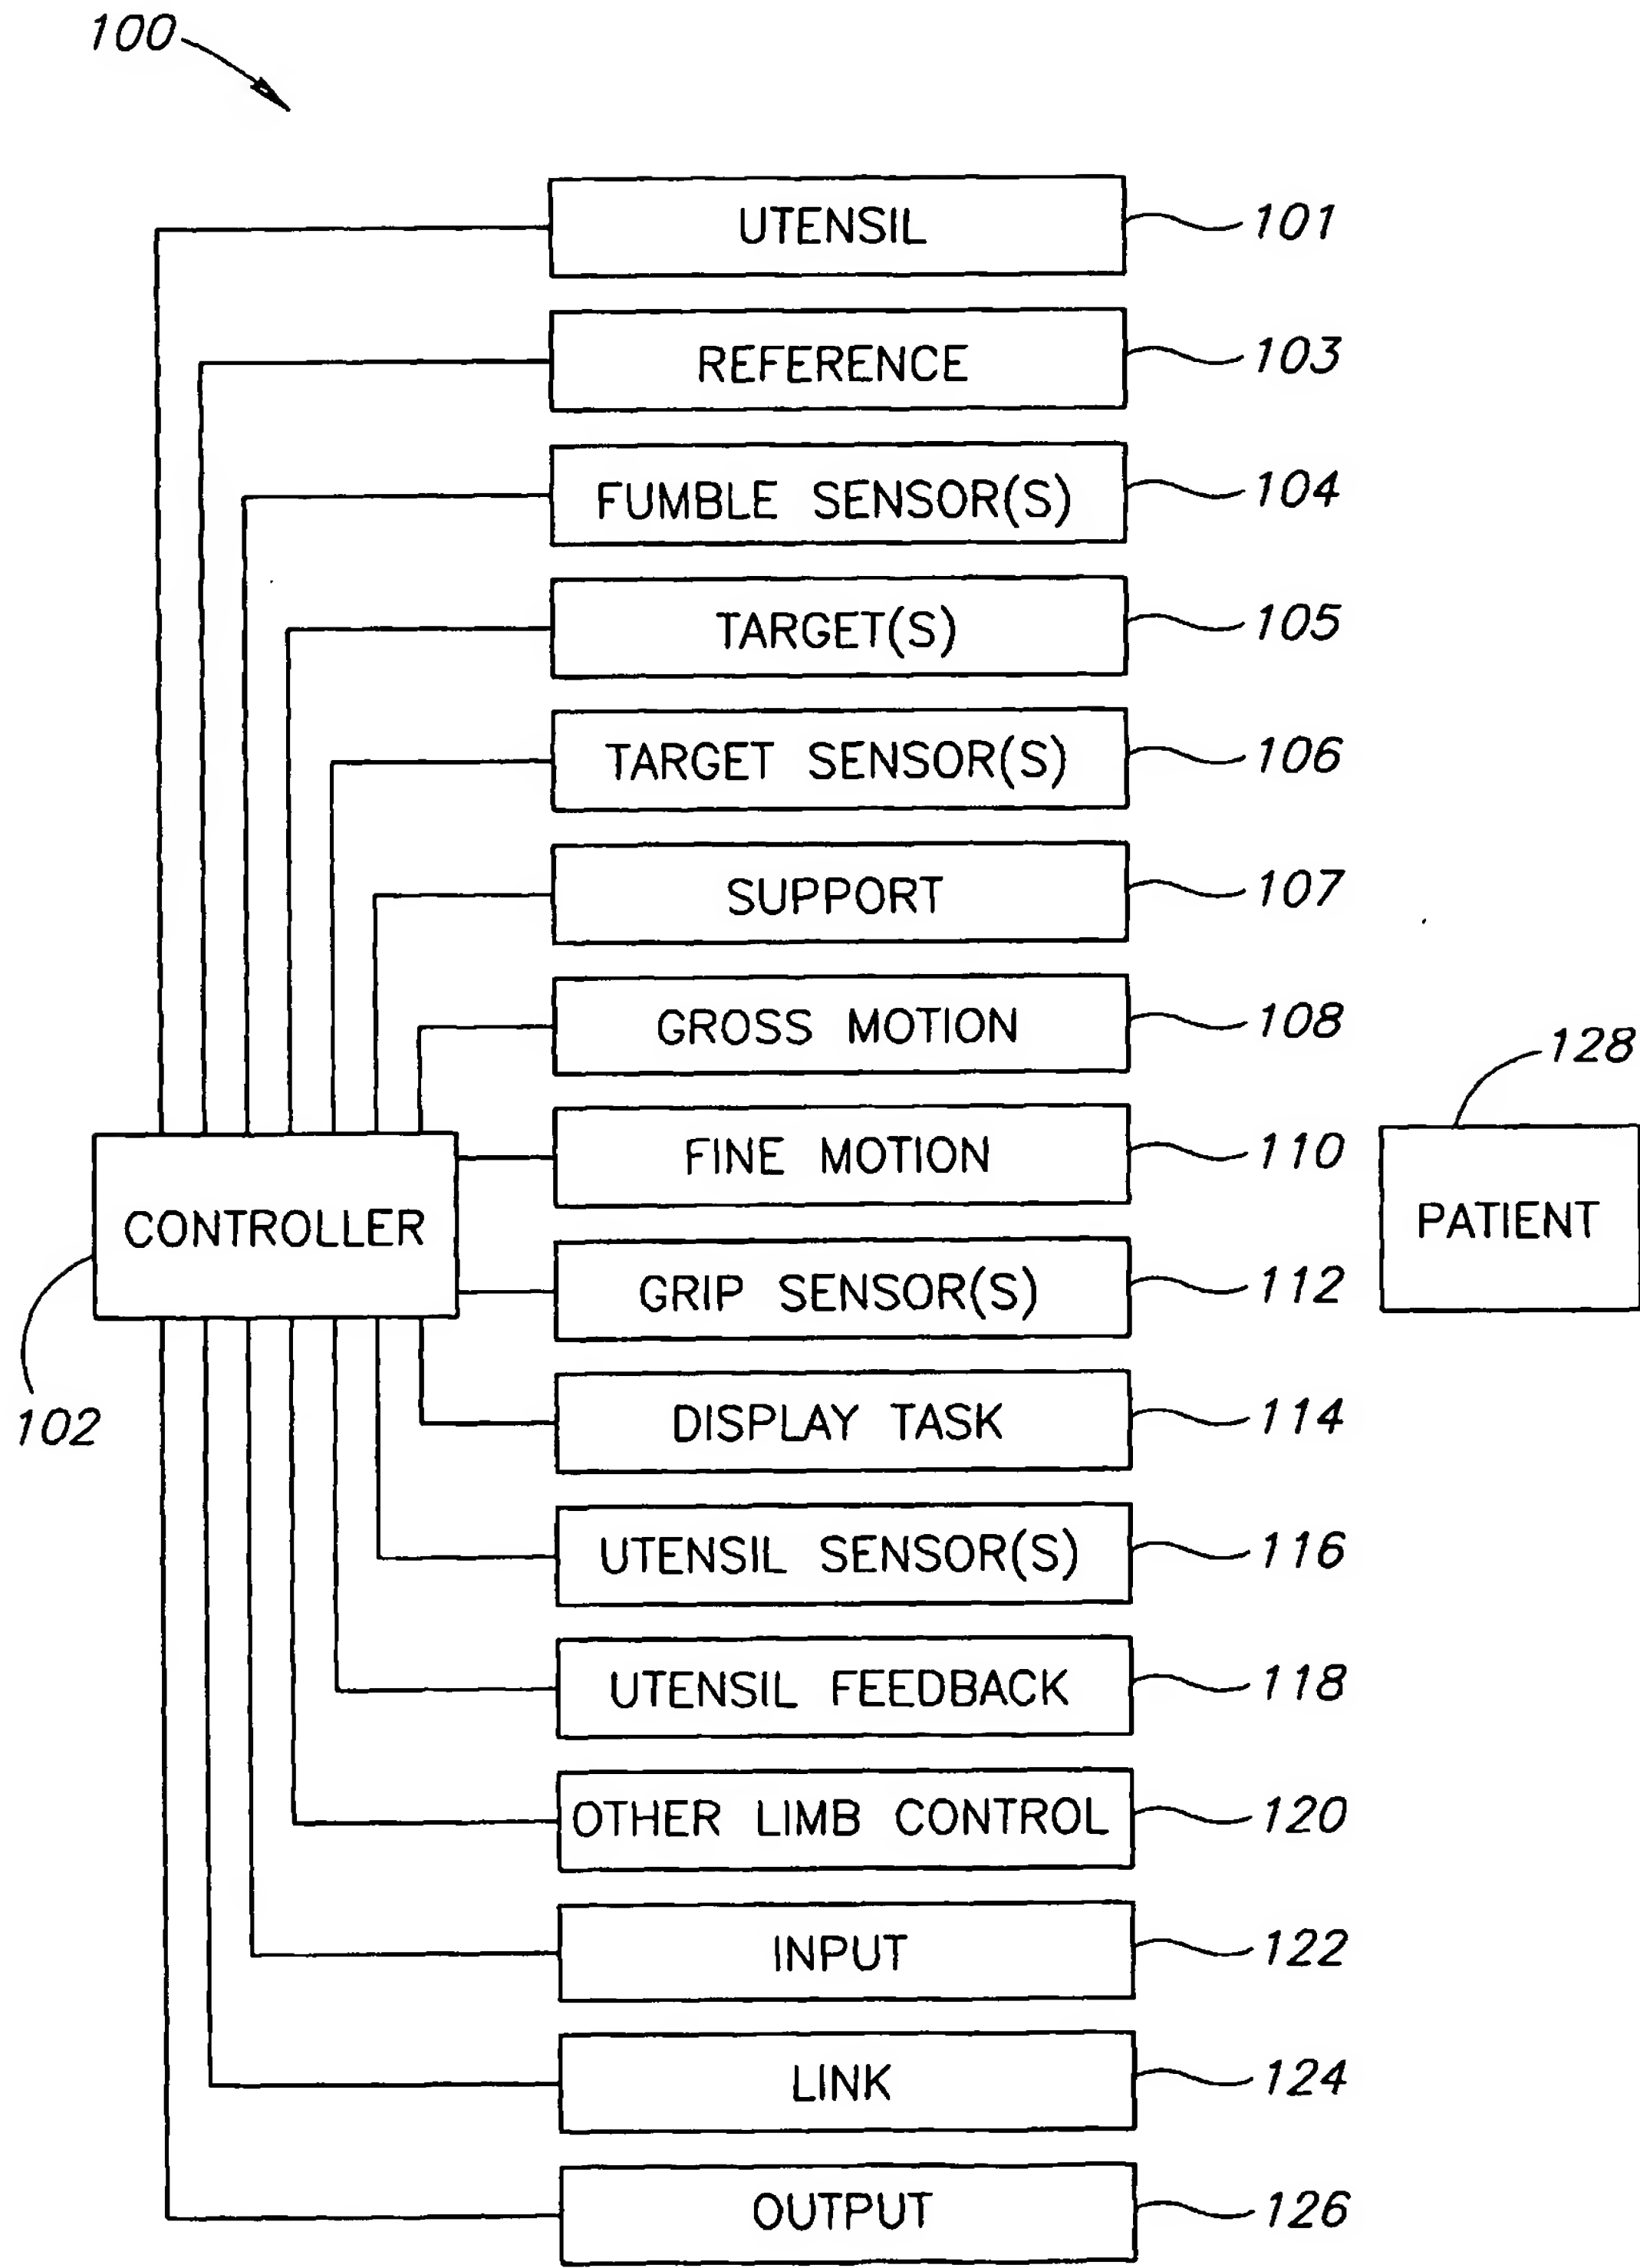 100
UTENSIL 101
REFERENCE 103
FUMBLE SENSOR(S) 104
TARGET(S) 105
TARGET SENSOR(S) 106
SUPPORT 107
GROSS MOTION 108
128
FINE MOTION 110
CONTROLLER
PATIENT
GRIP SENSOR(S) 112
102
DISPLAY TASK 114
UTENSIL SENSOR(S) 116
UTENSIL FEEDBACK 118
OTHER LIMB CONTROL 120
INPUT 122
LINK 124
OUTPUT 126